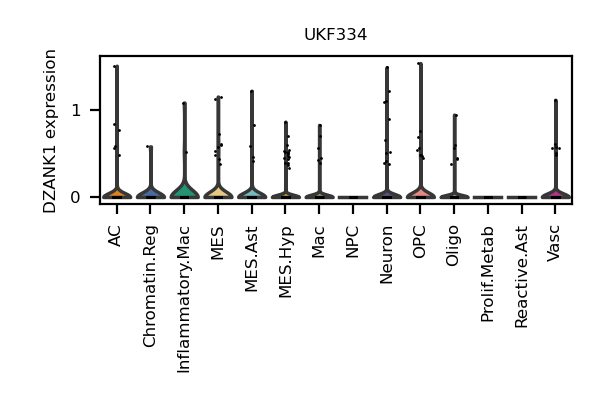 UKF334
DZANK1 expression
1
0
AC
Chromatin.Reg
Inflammatory.Mac
MES
MES.Ast
MES.Hyp
Mac
NPC
Neuron
OPC
Oligo
Prolif.Metab
Reactive.Ast
Vasc